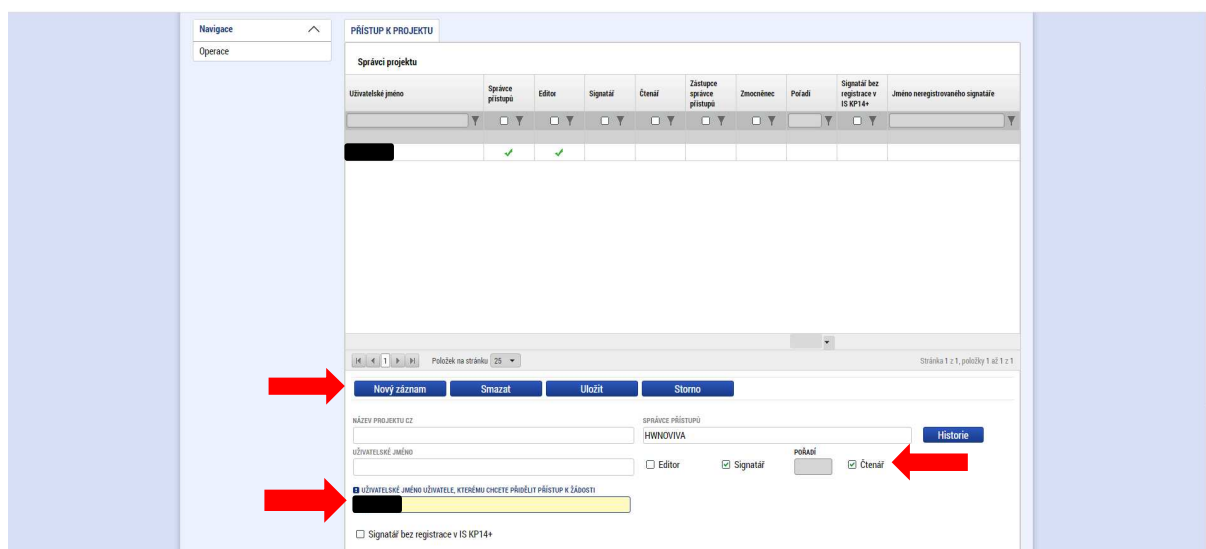 Navigace
PŘÍSTUP K PROJEKTU
Operace
Správci projektu
Uživatelské jméno
Správce přístupů
Editor
Signatář
Čtenář
Zástupce správce přístupů
Zmocněnec
Pořadí
Signatář bez registrace v IS KP14+
Jméno neregistrovaného signatáře
1
Položek na stránku 25
Stránka 1 z 1, položky 1 až 1 z 1
Nový záznam
Smazat
Uložit
Storno
NÁZEV PROJEKTU CZ
SPRÁVCE PŘÍSTUPŮ
HWNOVIVA
Historie
UŽIVATELSKÉ JMÉNO
Editor
Signatář
POŘADÍ
Čtenář
UŽIVATELSKÉ JMÉNO UŽIVATELE, KTERÉMU CHCETE PŘIDĚLIT PŘÍSTUP K ŽÁDOSTI
Signatář bez registrace v IS KP14+